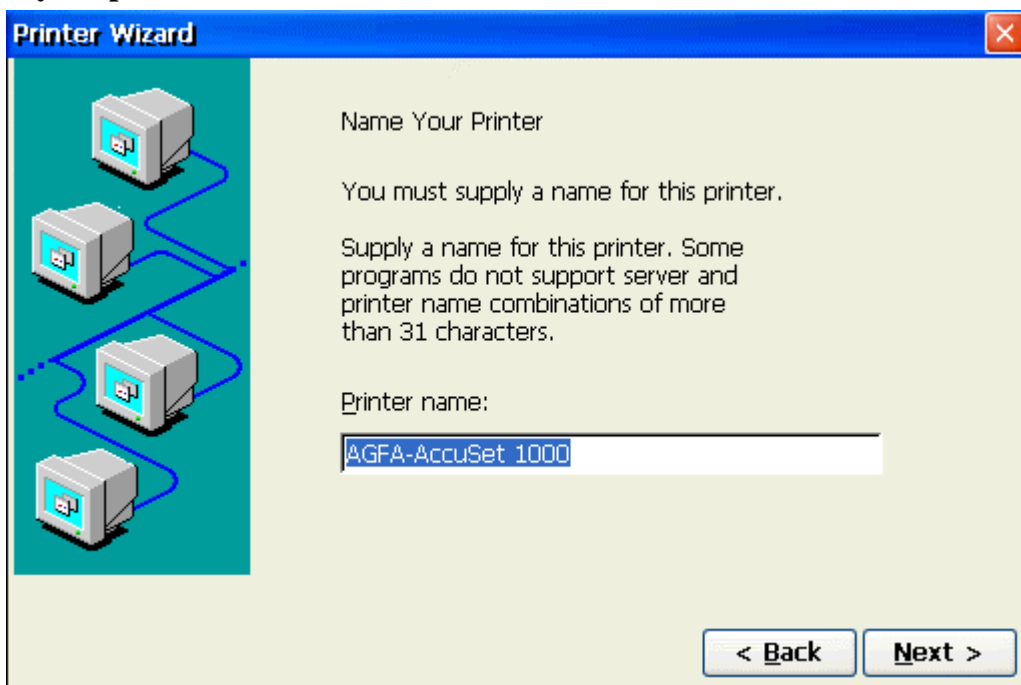 Printer Wizard
Name Your Printer
You must supply a name for this printer.
Supply a name for this printer. Some
programs do not support server and
printer name combinations of more
than 31 characters.
Printer name:
AGFA-AccuSet 1000
< Back
Next >